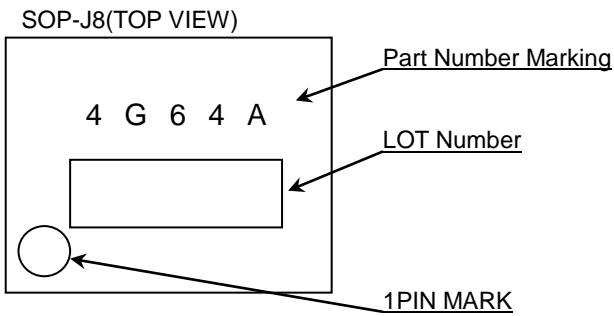 SOP-J8(TOP VIEW)
Part Number Marking
4 G 6 4 A
LOT Number
1PIN MARK